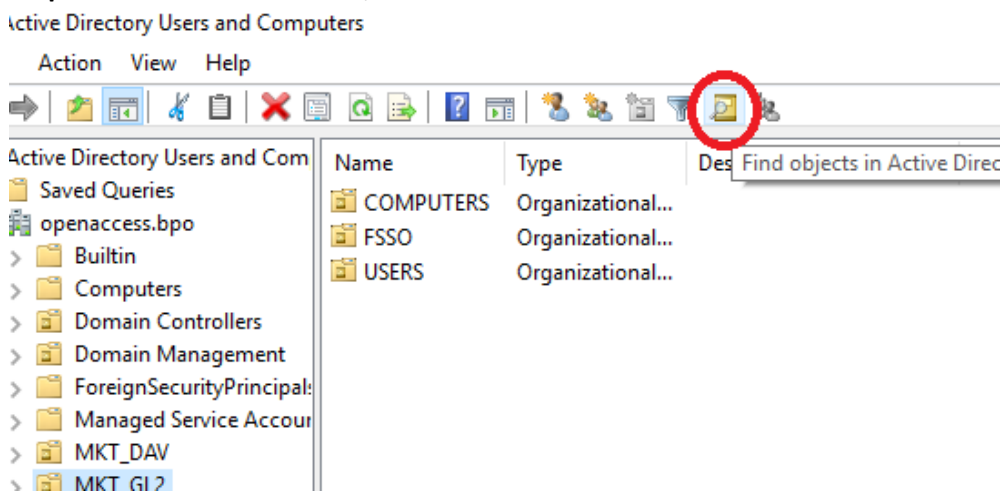 Active Directory Users and Computers
Action View Help
Active Directory Users and Com
Name Type Des Find objects in Active Direc
Saved Queries
COMPUTERS Organizational...
openaccess.bpo
FSSO Organizational...
Builtin
USERS Organizational...
Computers
Domain Controllers
Domain Management
ForeignSecurityPrincipals
Managed Service Accour
MKT_DAV
MKT_GL2